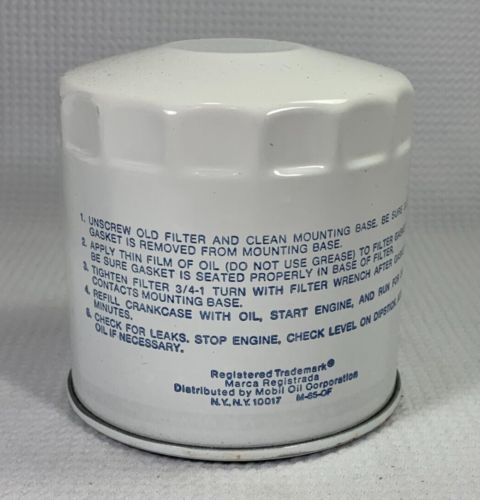 1. UNSCREW OLD FILTER AND CLEAN MOUNTING BASE. BE SURE
GASKET IS REMOVED FROM MOUNTING BASE.
2. APPLY THIN FILM OF OIL (DO NOT USE GREASE) TO FILTER
BE SURE GASKET IS SEATED PROPERLY IN BASE OF FILTER.
3. TIGHTEN FILTER 3/4-1 TURN WITH FILTER WRENCH AFTER
CONTACTS MOUNTING BASE.
4. REFILL CRANKCASE WITH OIL, START ENGINE, AND RUN FOR
MINUTES.
5. CHECK FOR LEAKS. STOP ENGINE, CHECK LEVEL ON DIPSTICK,
OIL IF NECESSARY.
Registered Trademark®
Marca Registrada
Distributed by Mobil Oil Corporation
N.Y., N.Y. 10017 M-65-OF